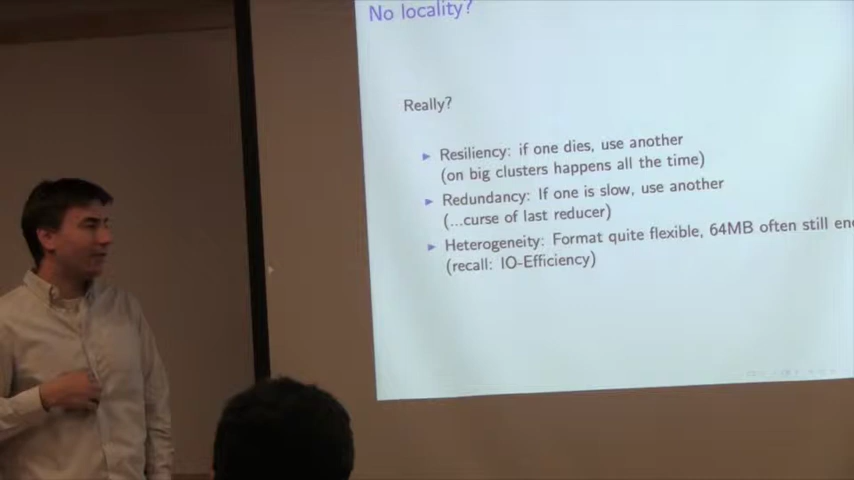 No locality?
Really?
▶ Resiliency: if one dies, use another
(on big clusters happens all the time)
▶ Redundancy: If one is slow, use another
(...curse of last reducer)
▶ Heterogeneity: Format quite flexible, 64MB often still en
(recall: IO-Efficiency)